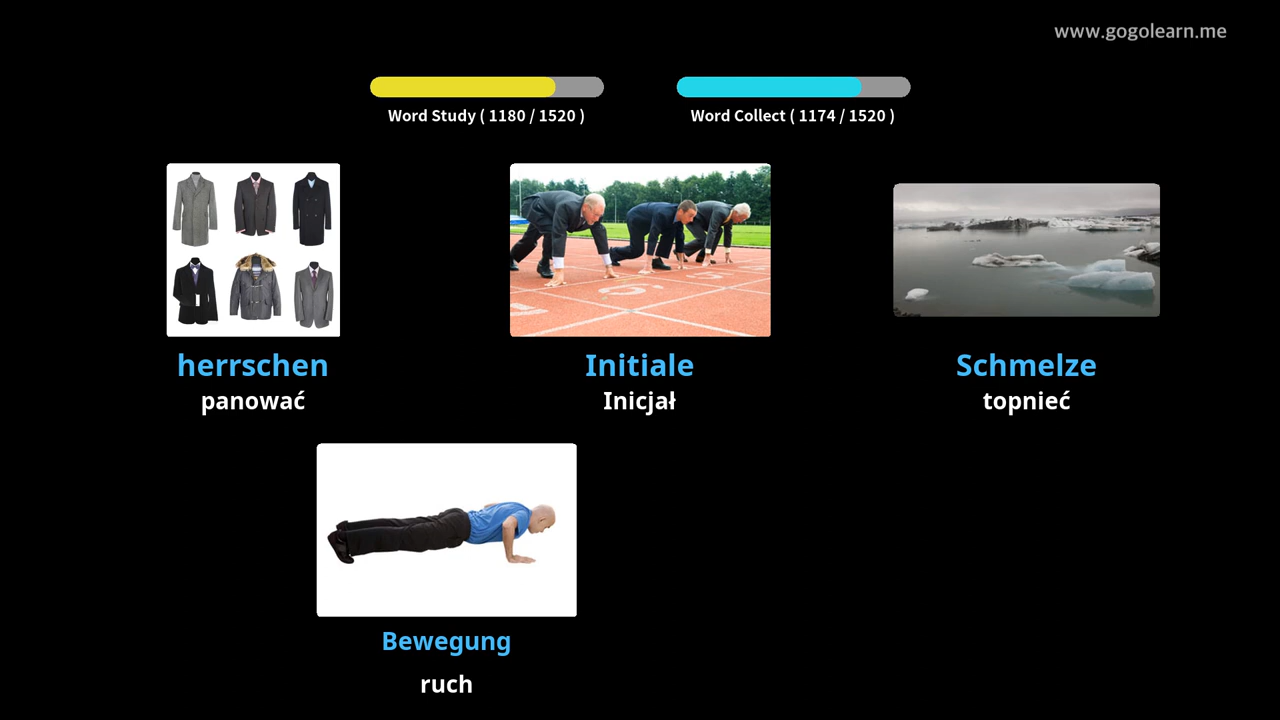 www.gogolearn.me
Word Study ( 1180 / 1520 )
Word Collect ( 1174 / 1520 )
herrschen
panować
Initiale
Inicjał
Schmelze
topnieć
Bewegung
ruch